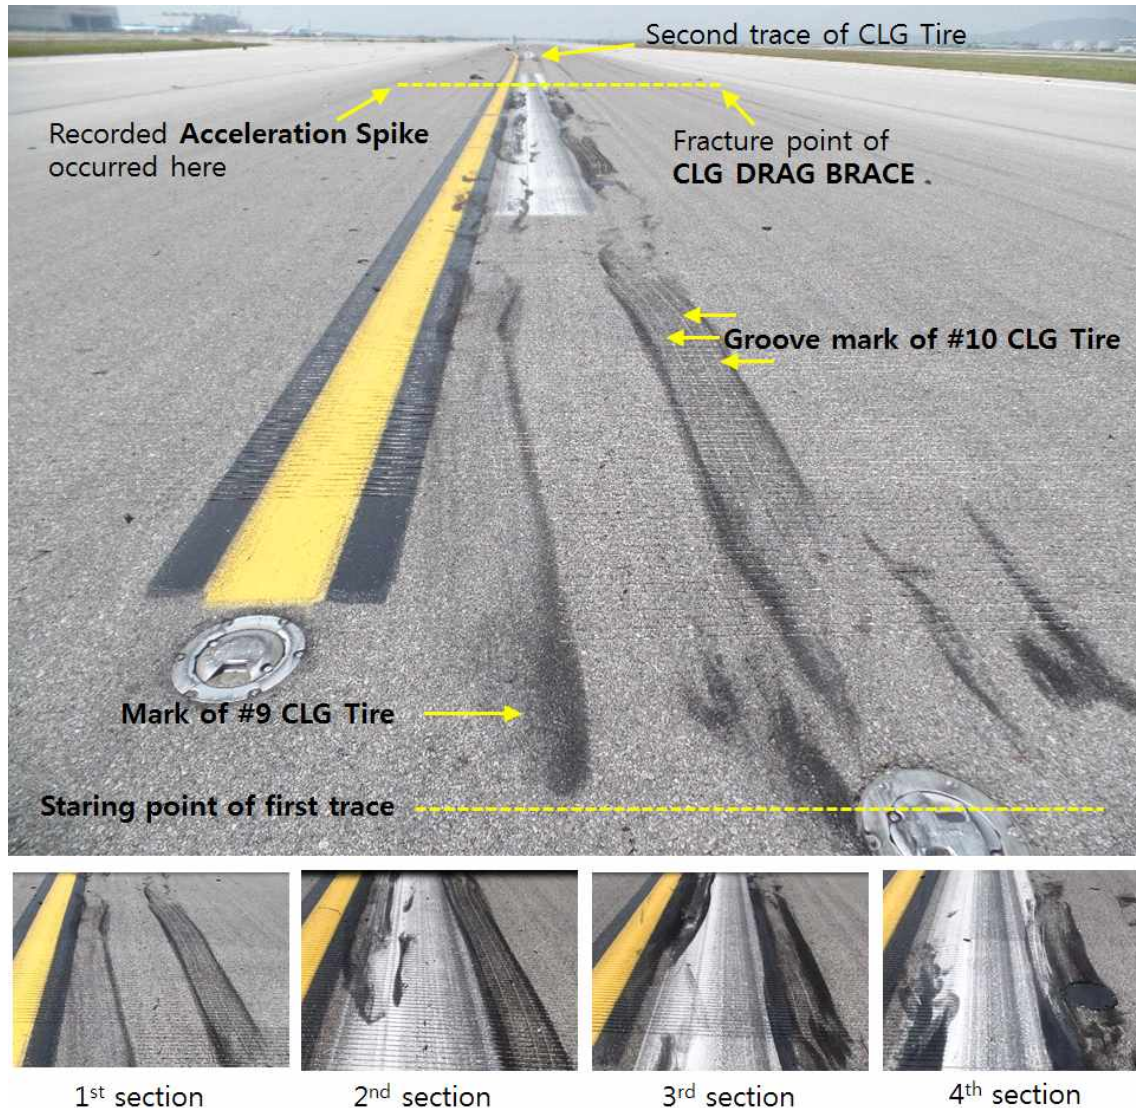 Second trace of CLG Tire
Recorded Acceleration Spike
occurred here
Fracture point of
CLG DRAG BRACE
Groove mark of #10 CLG Tire
Mark of #9 CLG Tire
Staring point of first trace
1st section
2nd section
3rd section
4th section